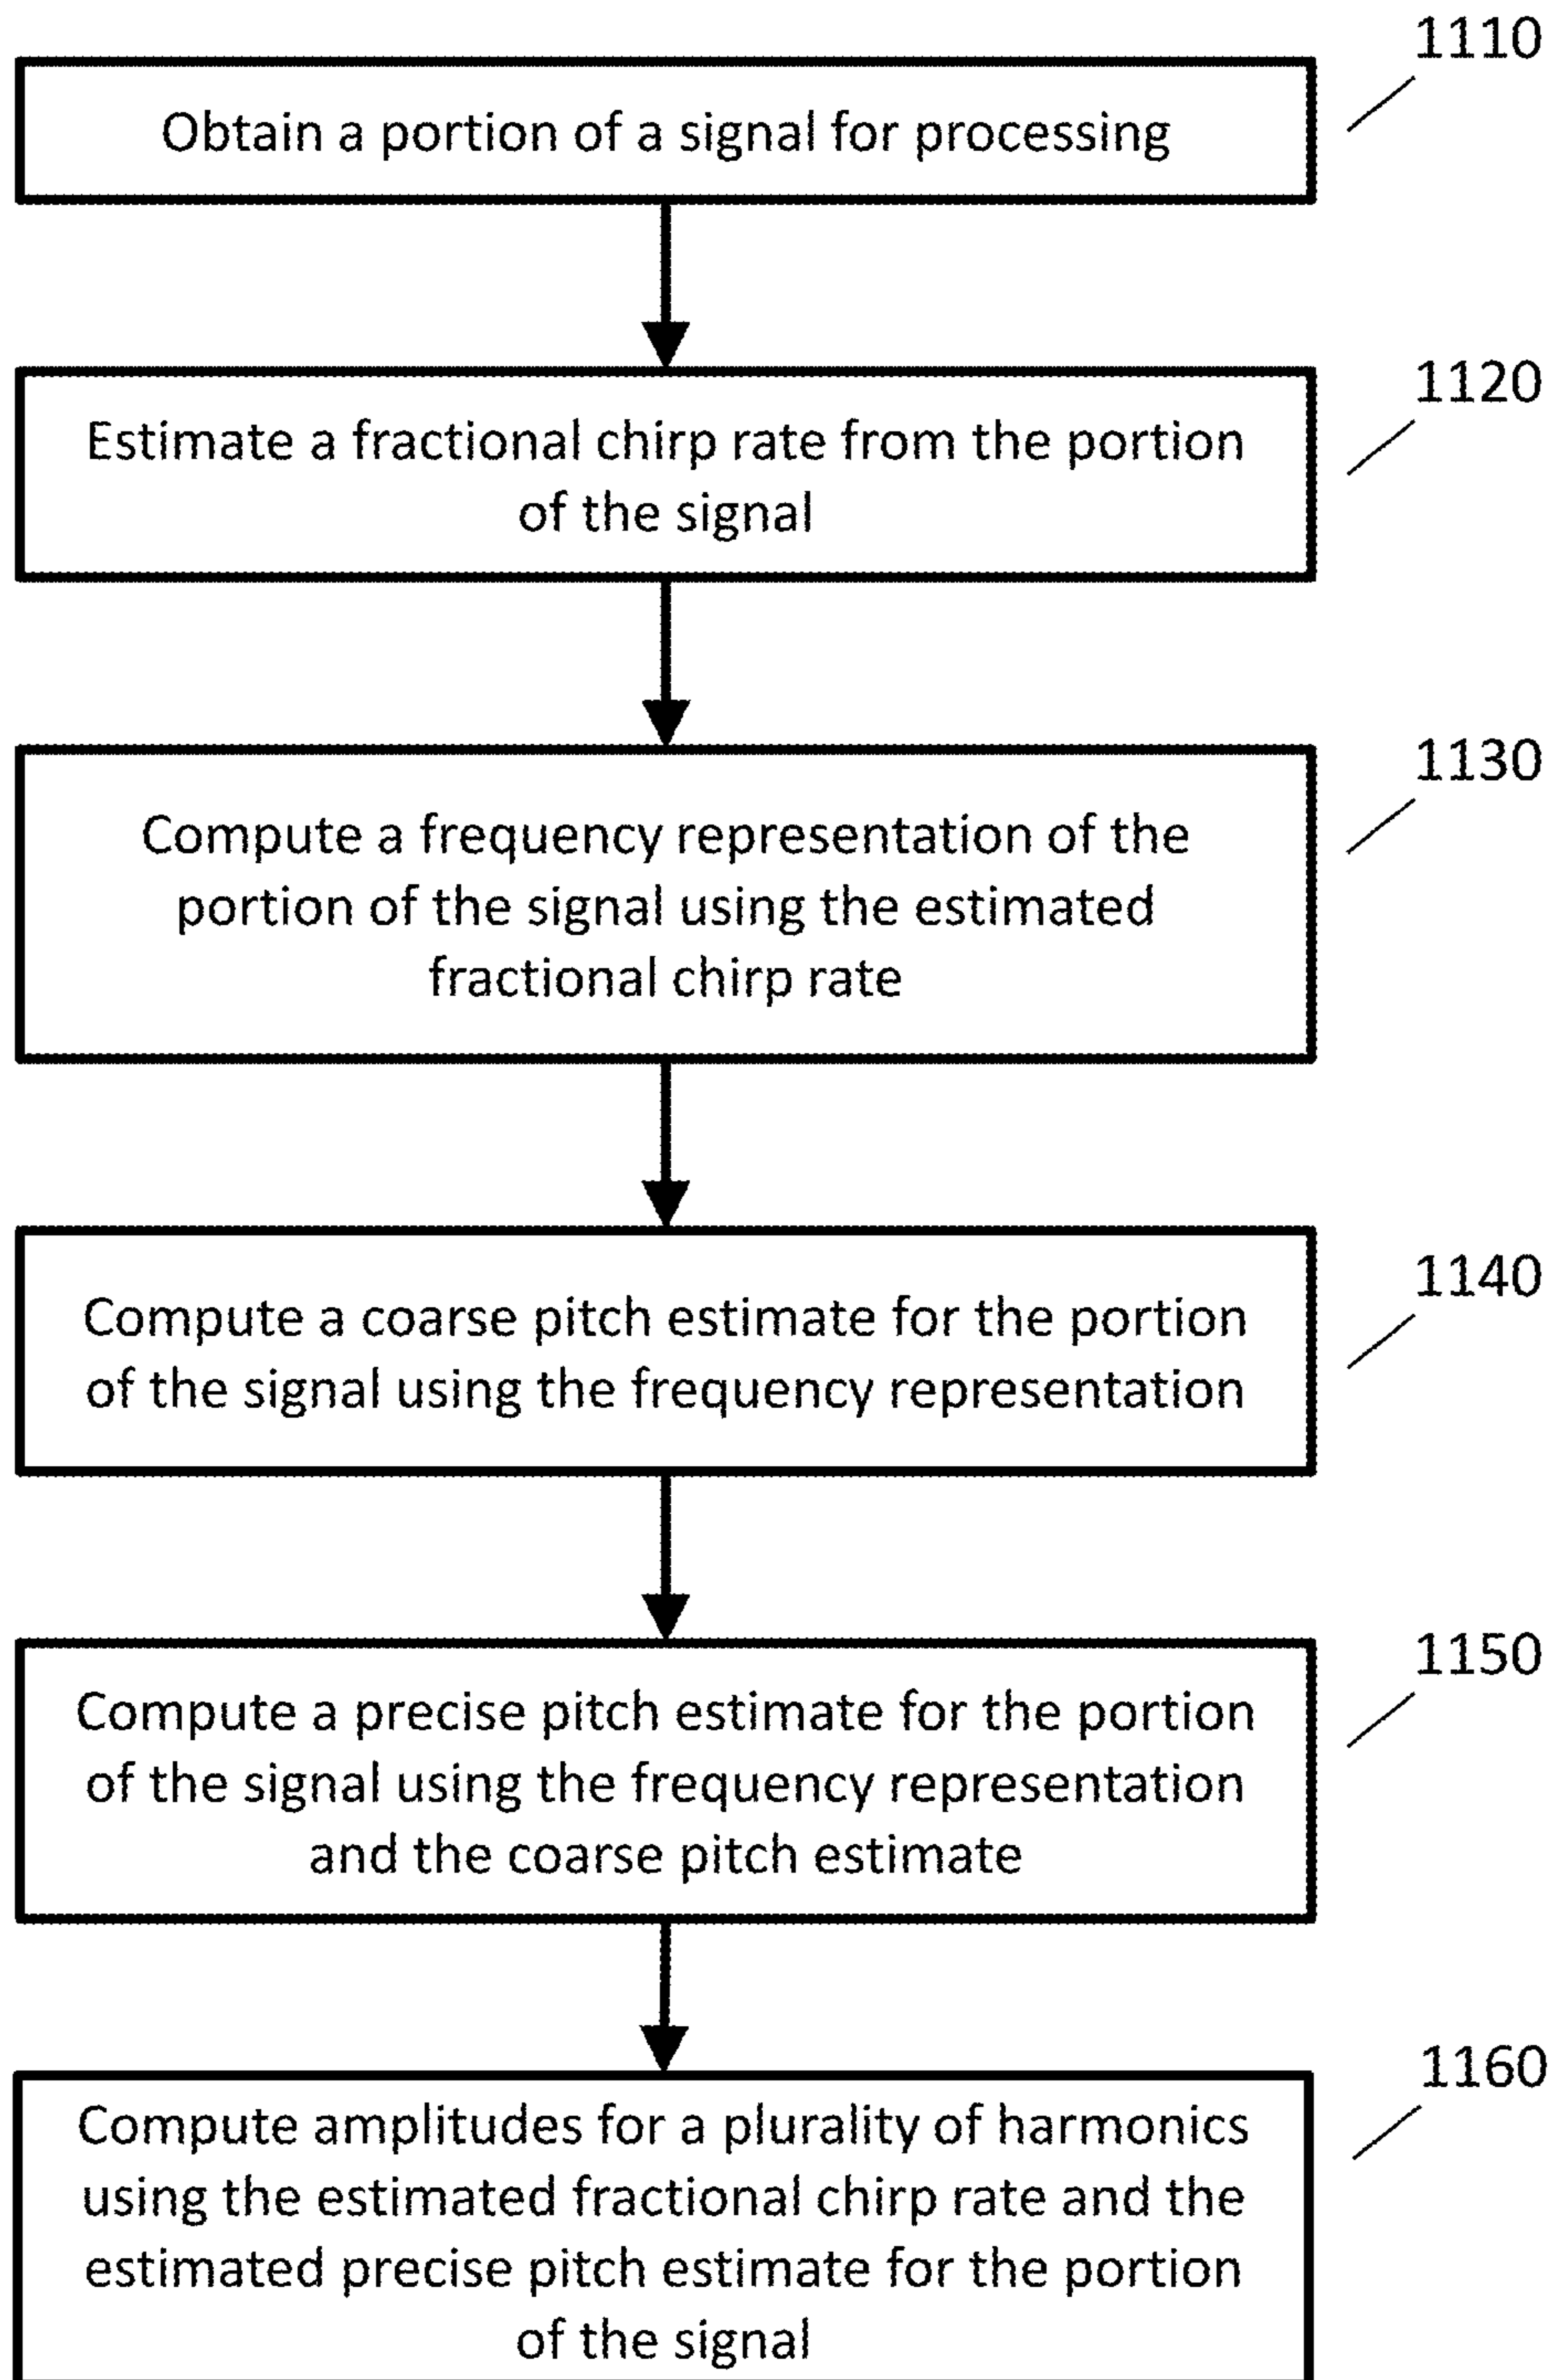 1110
Obtain a portion of a signal for processing
1120
Estimate a fractional chirp rate from the portion
of the signal
1130
Compute a frequency representation of the
portion of the signal using the estimated
fractional chirp rate
1140
Compute a coarse pitch estimate for the portion
of the signal using the frequency representation
1150
Compute a precise pitch estimate for the portion
of the signal using the frequency representation
and the coarse pitch estimate
1160
Compute amplitudes for a plurality of harmonics
using the estimated fractional chirp rate and the
estimated precise pitch estimate for the portion
of the signal